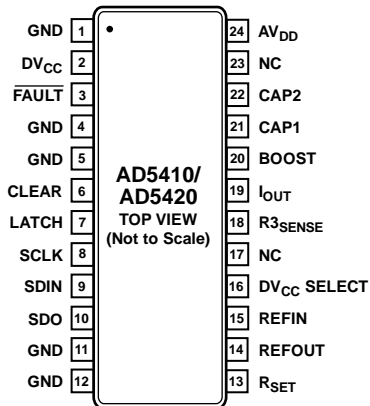 GND 1
DVCC 2
FAULT 3
GND 4
GND 5
CLEAR 6
LATCH 7
SCLK 8
SDIN 9
SDO 10
GND 11
GND 12
AD5410/
AD5420
TOP VIEW
(Not to Scale)
24 AVDD
23 NC
22 CAP2
21 CAP1
20 BOOST
19 IOUT
18 R3SENSE
17 NC
16 DVCC SELECT
15 REFIN
14 REFOUT
13 RSET